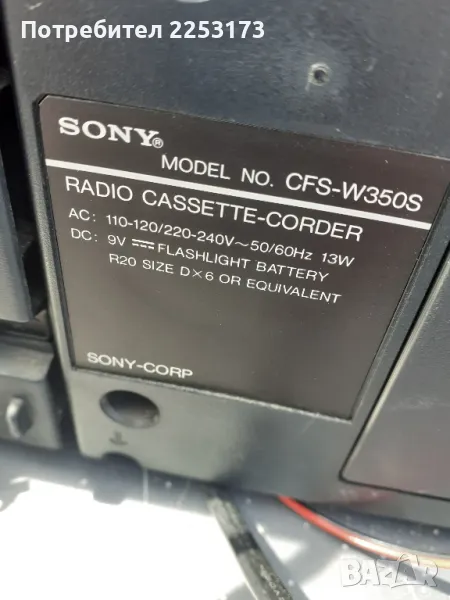 Потребител 2253173
SONY®
MODEL NO. CFS-W350S
RADIO CASSETTE-CORDER
AC: 110-120/220-240V~50/60Hz 13W
DC: 9V ⎓ FLASHLIGHT BATTERY
R20 SIZE D×6 OR EQUIVALENT
SONY-CORP
BAZAR